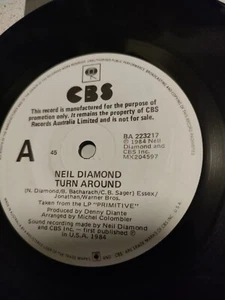 CBS
This record is manufactured for the purpose of
promotion only. It remains the property of CBS
Records Australia Limited and is not for sale.
A
45
BA 223217
℗ 1984 Neil
Diamond and
CBS Inc.
MX204597
NEIL DIAMOND
TURN AROUND
(N. Diamond/B. Bacharach/C.B. Sager) Essex/
Jonathan/Warner Bros.
Taken from the LP "PRIMITIVE"
Produced by Denny Diante
Arranged by Michel Colombier
Sound recording made by Neil Diamond
and CBS Inc. - first published ℗
in U.S.A. 1984